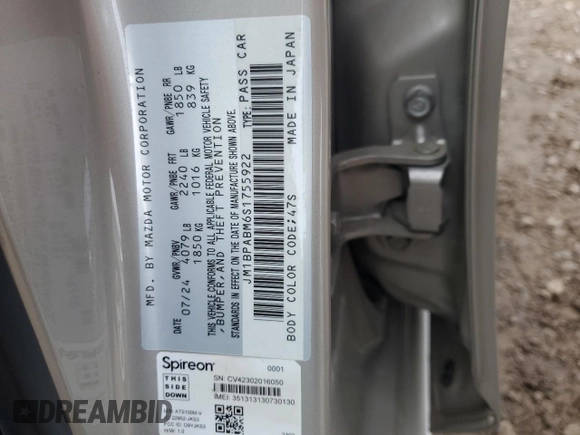 MFD. BY MAZDA MOTOR CORPORATION
DATE GVWR/PNBV GAWR/PNBE FRT GAWR/PNBE RR
07/24 4079 LB 2240 LB 1850 LB
1850 KG 1016 KG 839 KG
THIS VEHICLE CONFORMS TO ALL APPLICABLE FEDERAL MOTOR VEHICLE SAFETY
,BUMPER,AND THEFT PREVENTION
STANDARDS IN EFFECT ON THE DATE OF MANUFACTURE SHOWN ABOVE.
JM1BPABM6S1755922 TYPE: PASS CAR
BODY COLOR CODE:47S MADE IN JAPAN
Spireon 0001
THIS SIDE DOWN
SN: CV42302016050
IMEI: 351313130730130